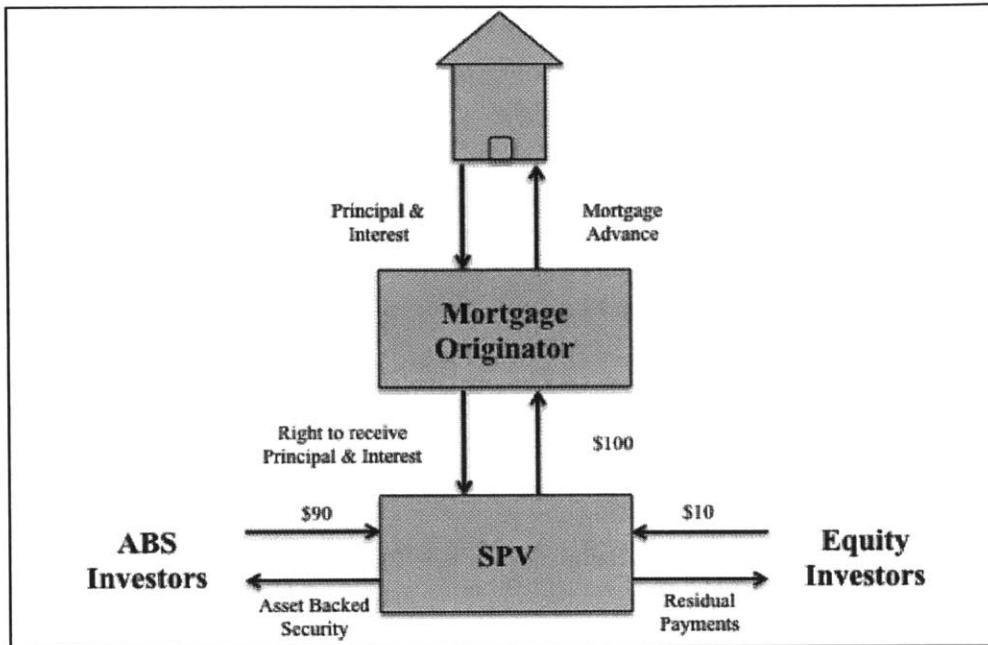 Principal &
Interest
Mortgage
Advance
Mortgage
Originator
Right to receive
Principal & Interest
$100
ABS
Investors
$90
Asset Backed
Security
SPV
$10
Residual
Payments
Equity
Investors